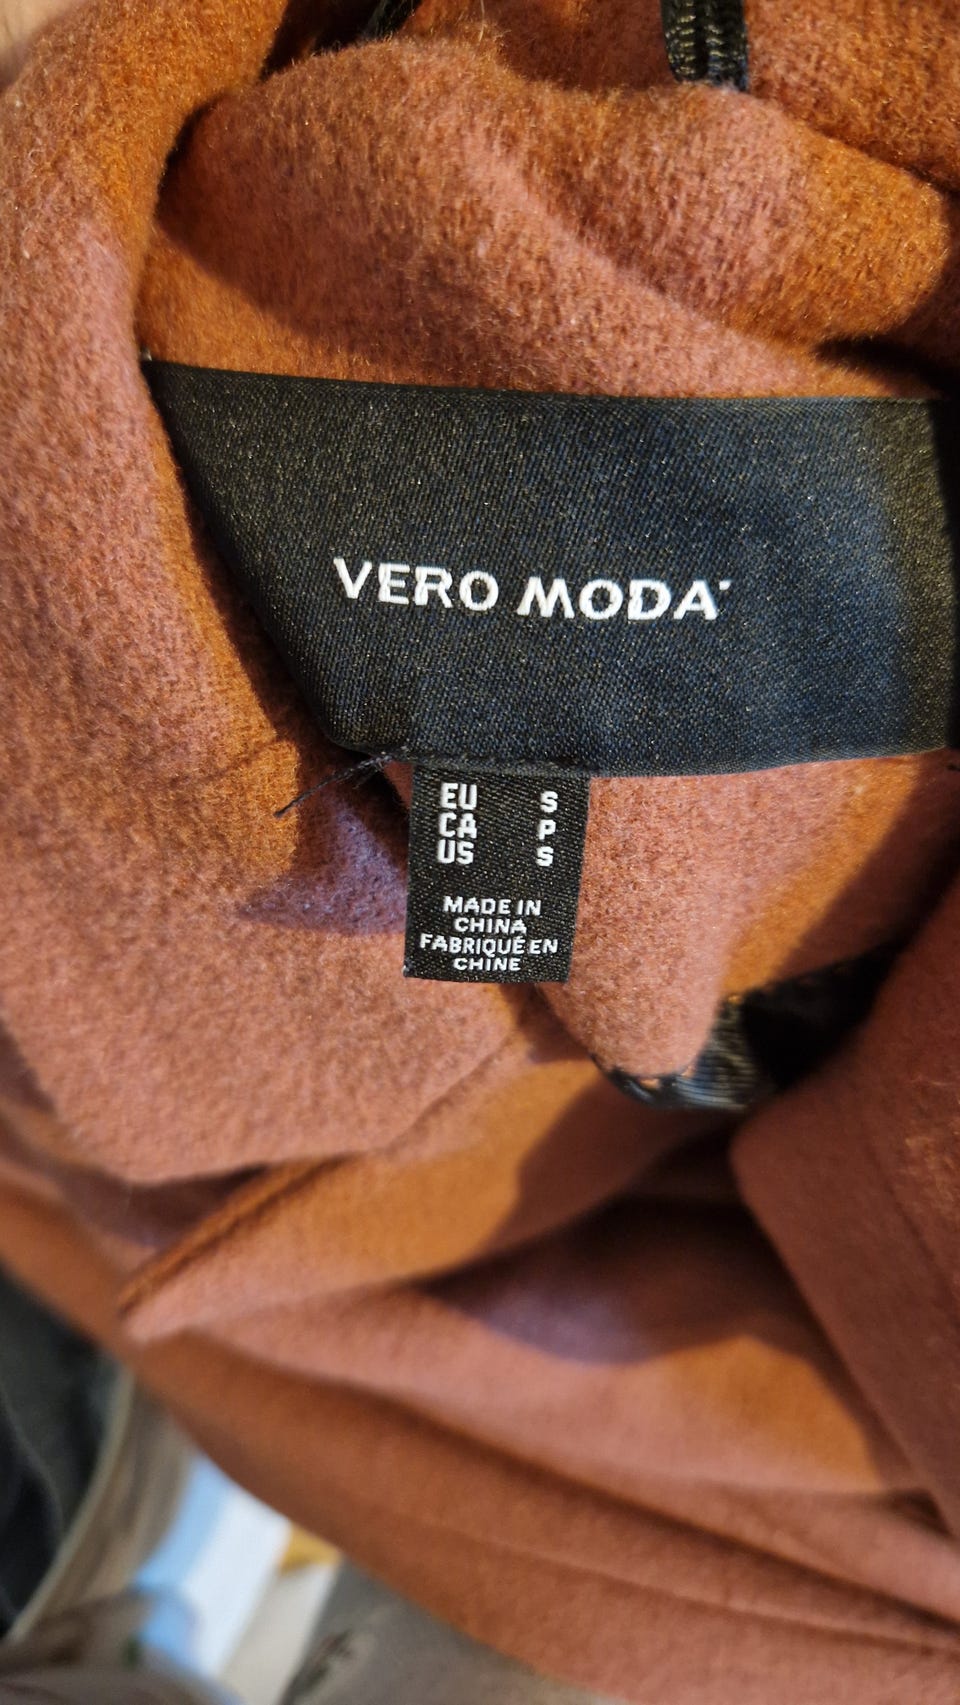 VERO MODA
EU S
CA P
US S
MADE IN
CHINA
FABRIQUÉ EN
CHINE